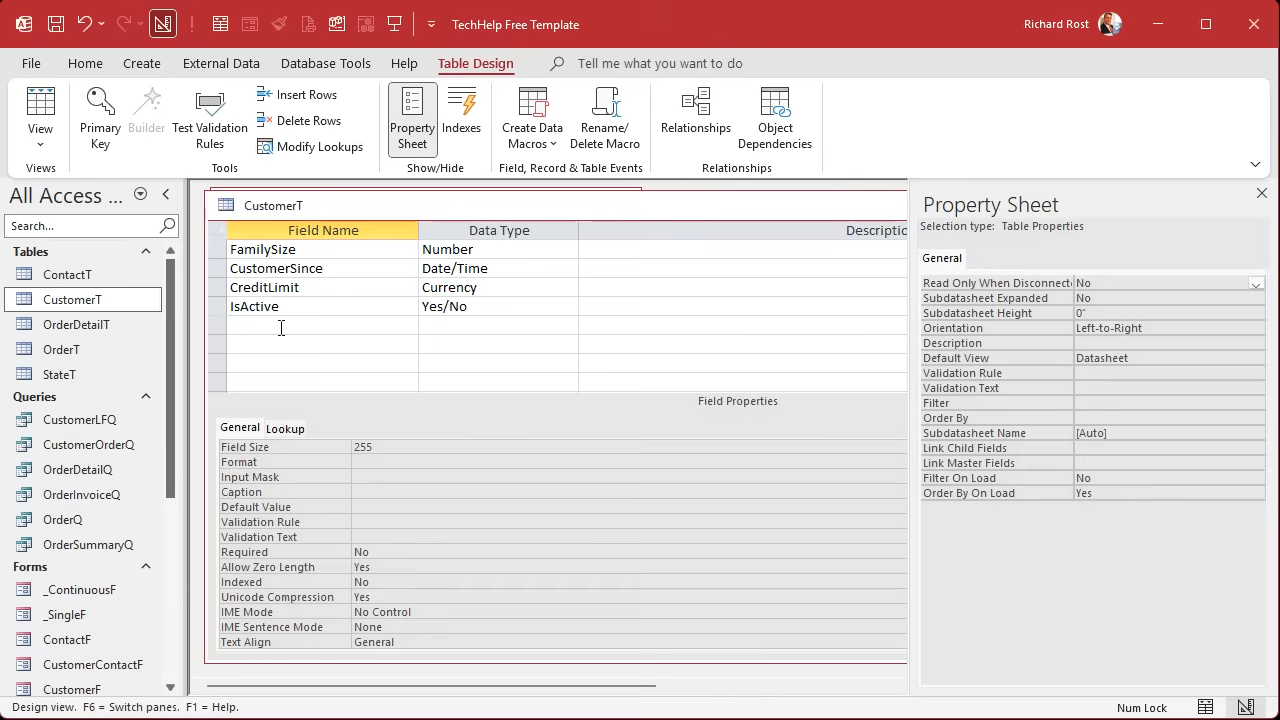 TechHelp Free Template
Richard Rost
File Home Create External Data Database Tools Help Table Design Tell me what you want to do
View
Primary Key
Builder
Test Validation Rules
Insert Rows
Delete Rows
Modify Lookups
Property Sheet
Indexes
Create Data Macros
Rename/ Delete Macro
Relationships
Object Dependencies
Views
Tools
Show/Hide
Field, Record & Table Events
Relationships
All Access ...
Search...
Tables
ContactT
CustomerT
OrderDetailT
OrderT
StateT
Queries
CustomerLFQ
CustomerOrderQ
OrderDetailQ
OrderInvoiceQ
OrderQ
OrderSummaryQ
Forms
_ContinuousF
_SingleF
ContactF
CustomerContactF
CustomerF
CustomerT
Field Name Data Type Descriptio
FamilySize Number
CustomerSince Date/Time
CreditLimit Currency
IsActive Yes/No
Field Properties
General Lookup
Field Size 255
Format
Input Mask
Caption
Default Value
Validation Rule
Validation Text
Required No
Allow Zero Length Yes
Indexed No
Unicode Compression Yes
IME Mode No Control
IME Sentence Mode None
Text Align General
Property Sheet
Selection type: Table Properties
General
Read Only When Disconnecte No
Subdatasheet Expanded No
Subdatasheet Height 0"
Orientation Left-to-Right
Description
Default View Datasheet
Validation Rule
Validation Text
Filter
Order By
Subdatasheet Name [Auto]
Link Child Fields
Link Master Fields
Filter On Load No
Order By On Load Yes
Design view. F6 = Switch panes. F1 = Help.
Num Lock